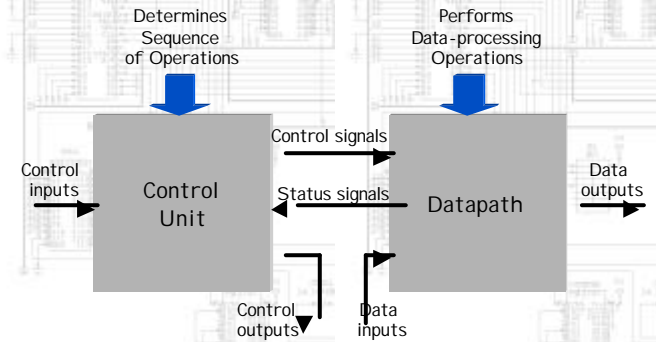 Determines
Sequence
of Operations
Performs
Data-processing
Operations
Control signals
Control
inputs
Control
Unit
Status signals
Datapath
Data
outputs
Control
outputs
Data
inputs